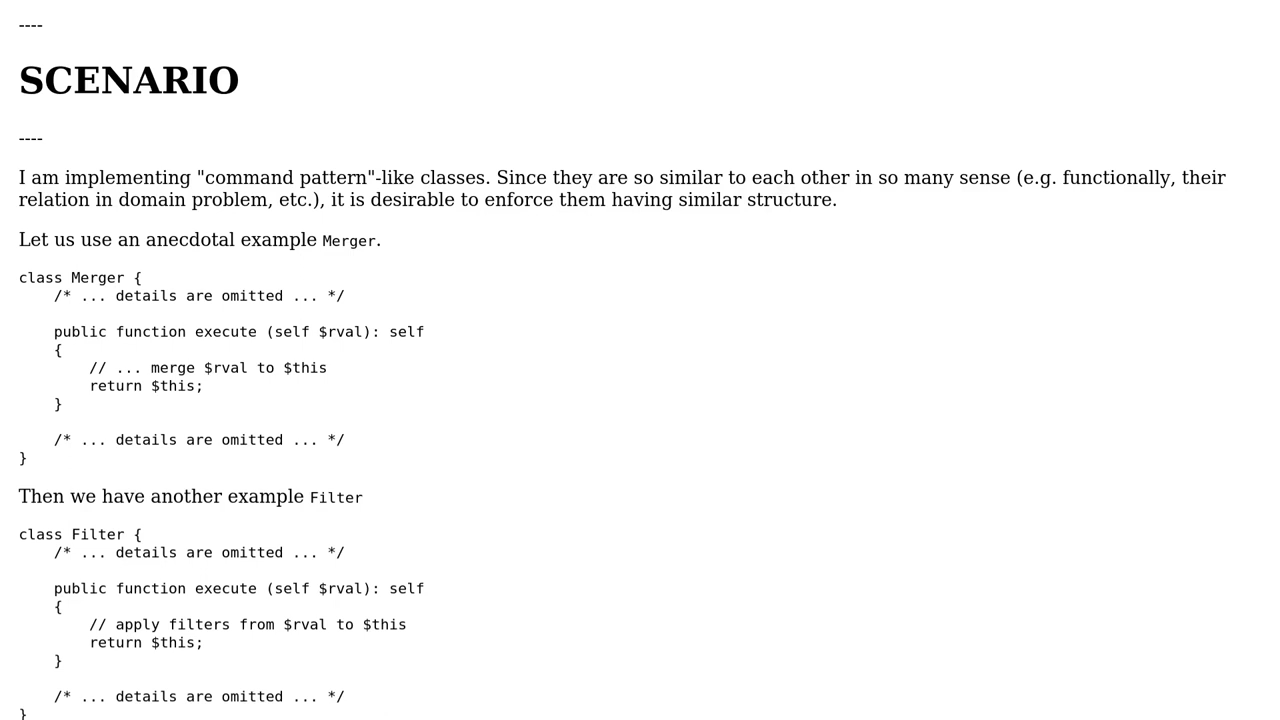 ----
SCENARIO
----
I am implementing "command pattern"-like classes. Since they are so similar to each other in so many sense (e.g. functionally, their
relation in domain problem, etc.), it is desirable to enforce them having similar structure.
Let us use an anecdotal example Merger.
class Merger {
    /* ... details are omitted ... */
    public function execute (self $rval): self
    {
        // ... merge $rval to $this
        return $this;
    }
    /* ... details are omitted ... */
}
Then we have another example Filter
class Filter {
    /* ... details are omitted ... */
    public function execute (self $rval): self
    {
        // apply filters from $rval to $this
        return $this;
    }
    /* ... details are omitted ... */
}